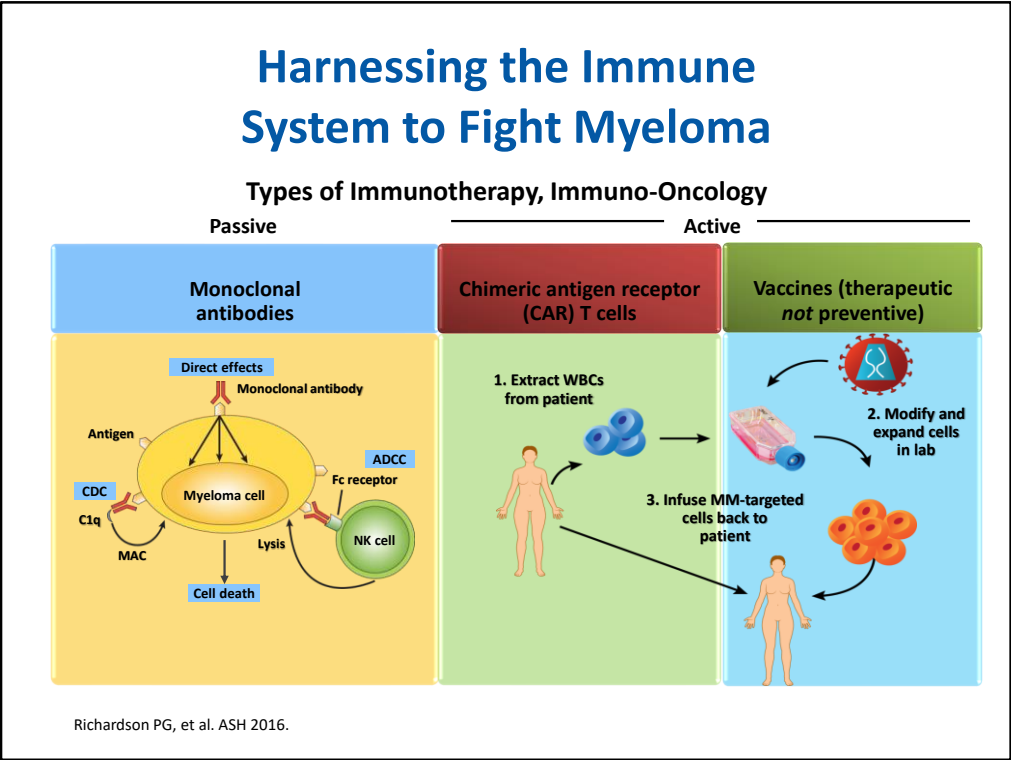 Harnessing the Immune
System to Fight Myeloma
Types of Immunotherapy, Immuno-Oncology
Passive
Active
Monoclonal
antibodies
Chimeric antigen receptor
(CAR) T cells
Vaccines (therapeutic
not preventive)
Direct effects
Monoclonal antibody
Antigen
ADCC
Fc receptor
CDC
Myeloma cell
C1q
MAC
Lysis
NK cell
Cell death
1. Extract WBCs
from patient
2. Modify and
expand cells
in lab
3. Infuse MM-targeted
cells back to
patient
Richardson PG, et al. ASH 2016.